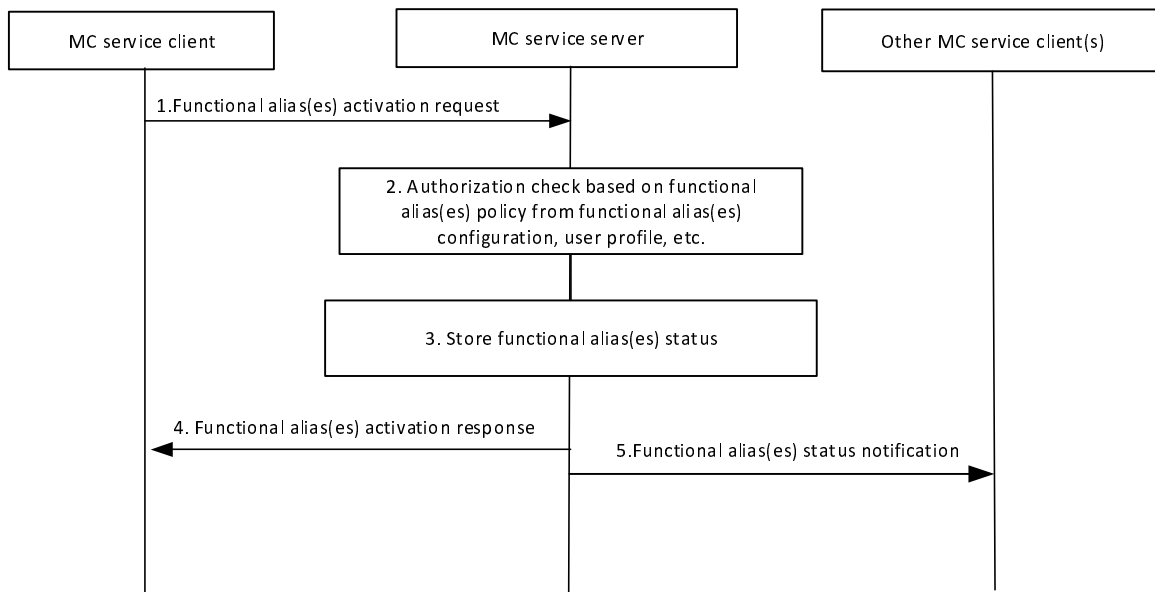 MC service client
MC service server
Other MC service client(s)
1.Functional alias(es) activation request
2. Authorization check based on functional
alias(es) policy from functional alias(es)
configuration, user profile, etc.
3. Store functional alias(es) status
4. Functional alias(es) activation response
5.Functional alias(es) status notification